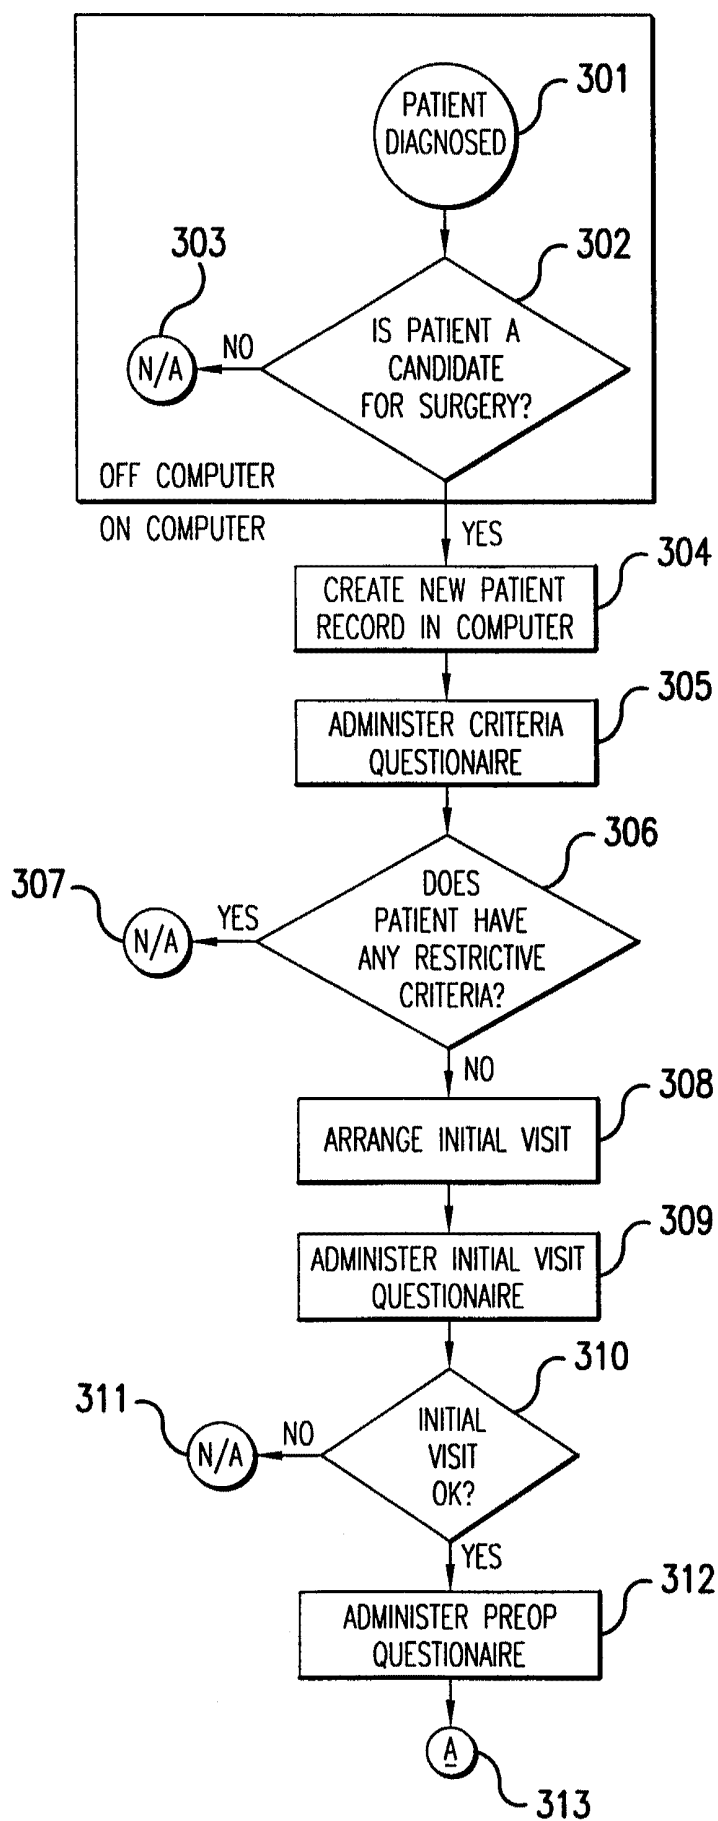 301
PATIENT
DIAGNOSED
302
303
IS PATIENT A
CANDIDATE
FOR SURGERY?
NO
N/A
OFF COMPUTER
ON COMPUTER
YES
304
CREATE NEW PATIENT
RECORD IN COMPUTER
305
ADMINISTER CRITERIA
QUESTIONAIRE
306
DOES
PATIENT HAVE
ANY RESTRICTIVE
CRITERIA?
307
YES
N/A
NO
308
ARRANGE INITIAL VISIT
309
ADMINISTER INITIAL VISIT
QUESTIONAIRE
310
INITIAL
VISIT
OK?
311
NO
N/A
YES
312
ADMINISTER PREOP
QUESTIONAIRE
A
313